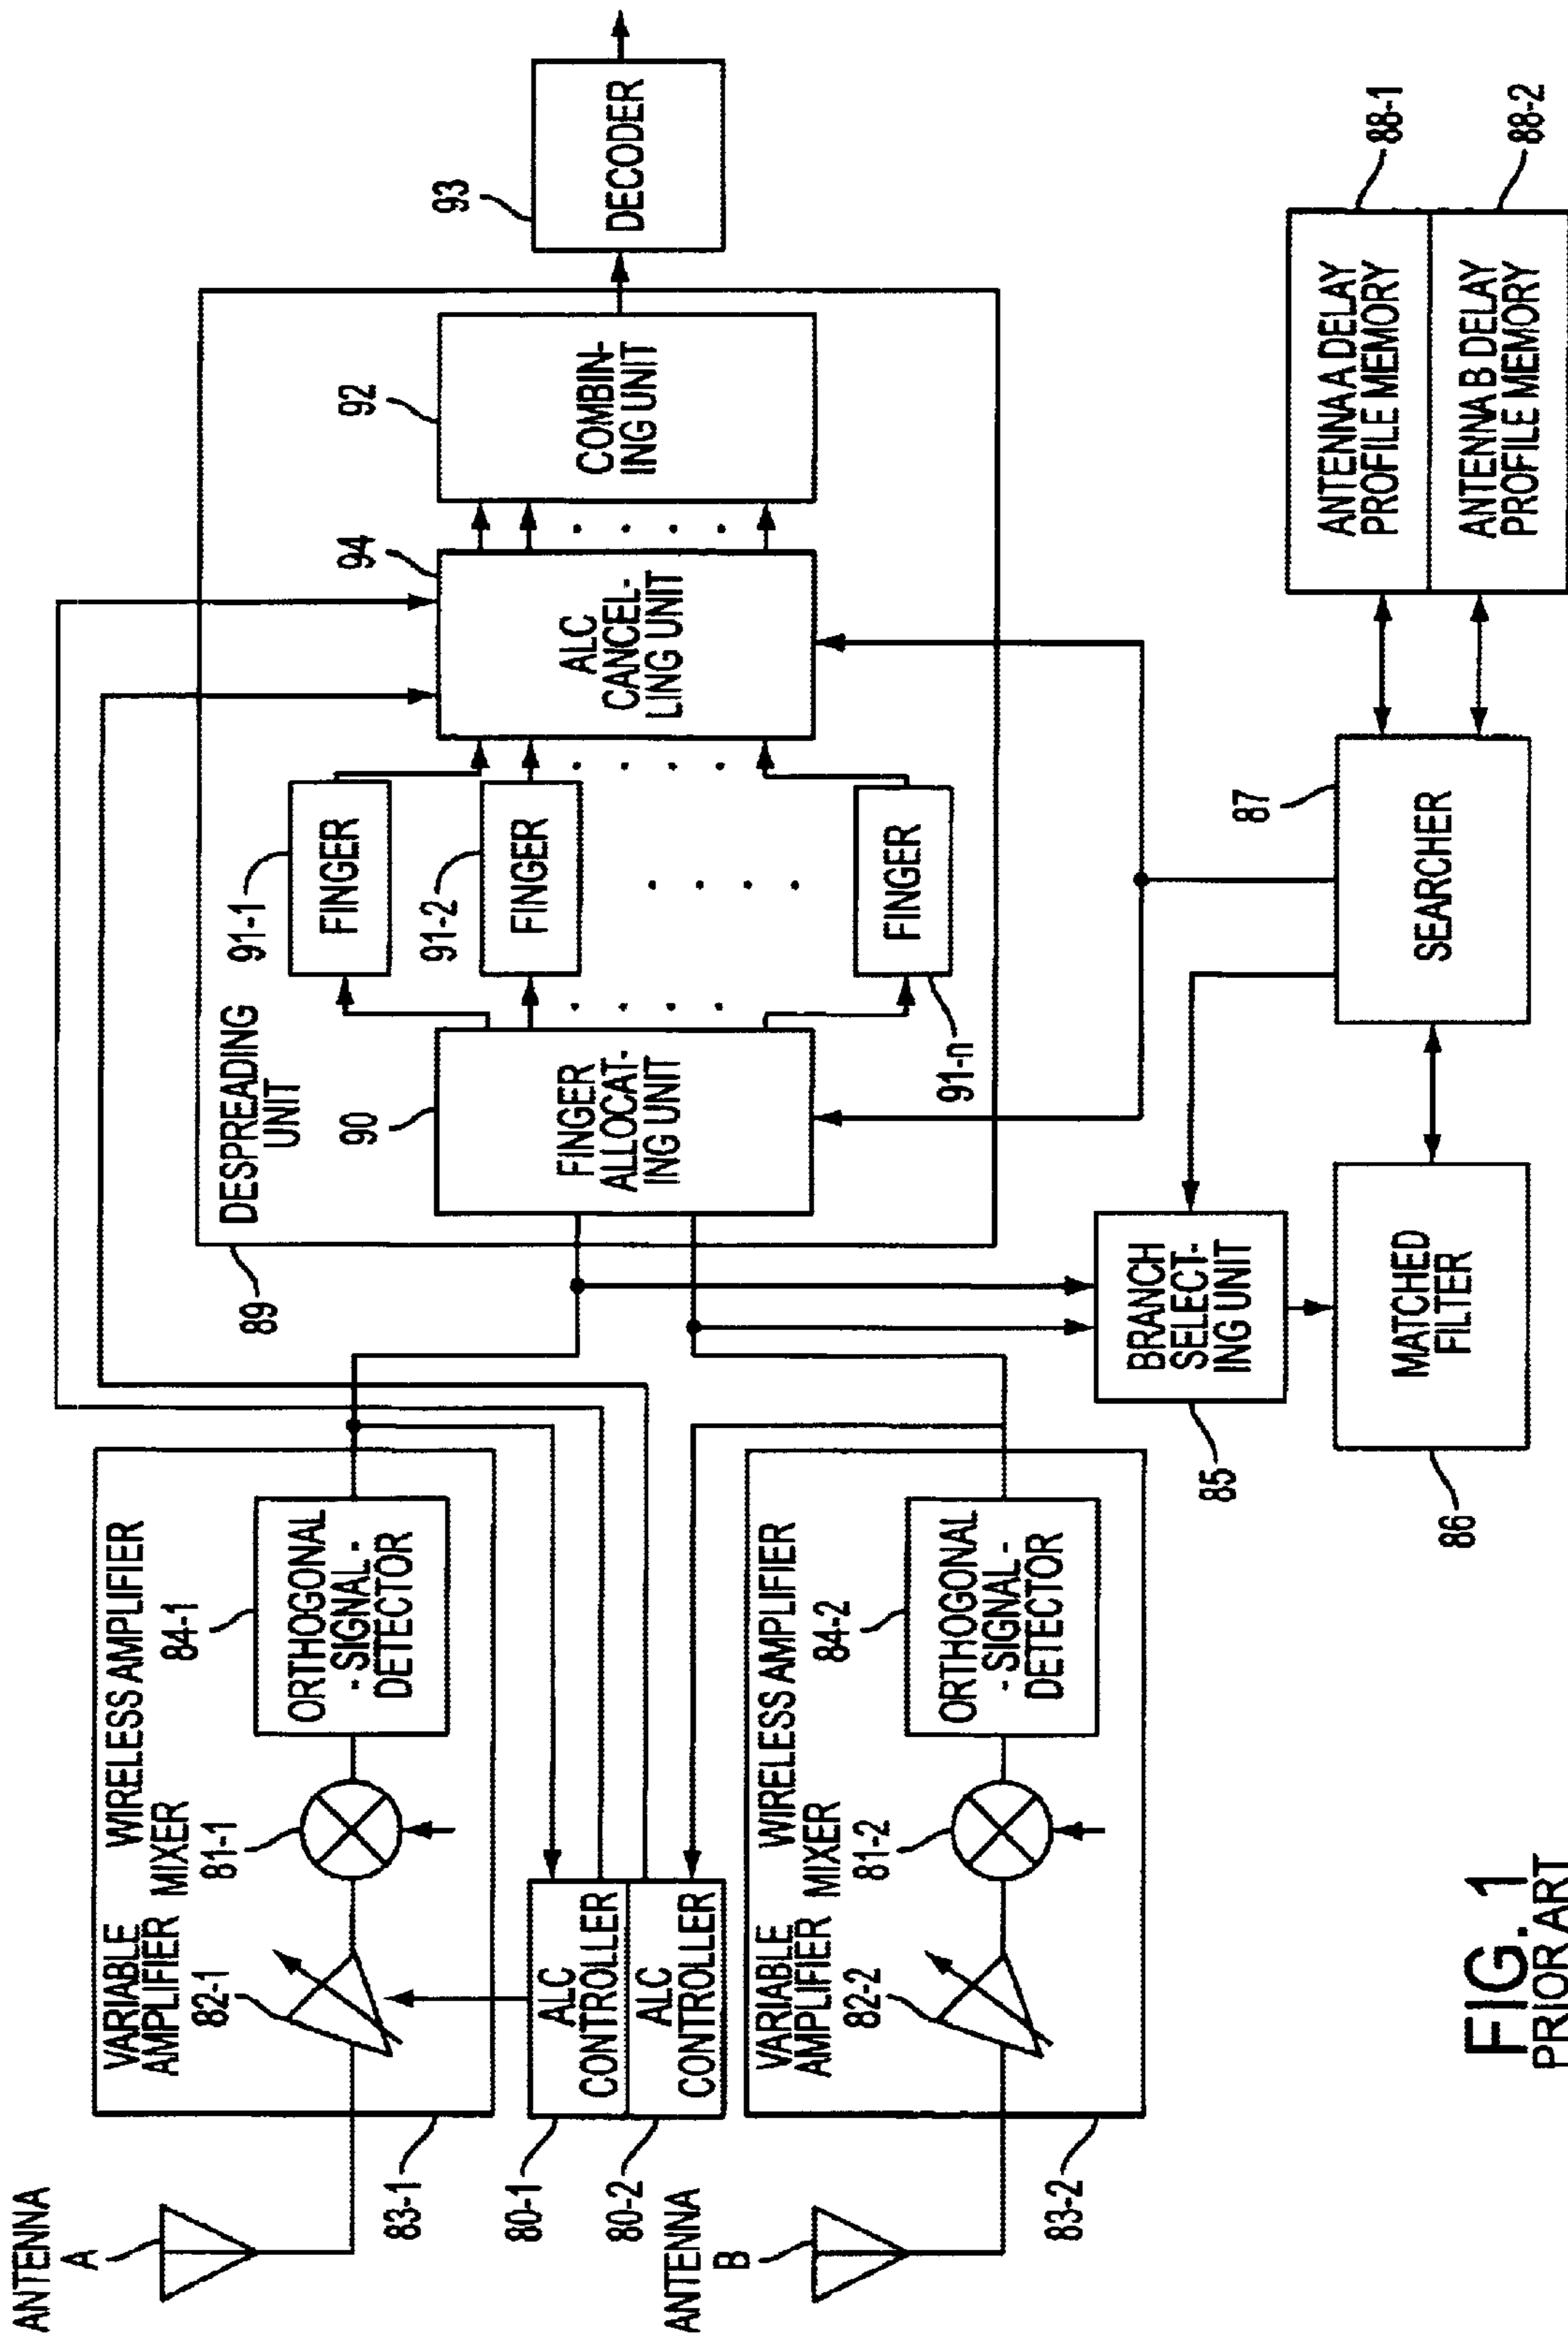 ANTENNA
A
83-1
VARIABLE
AMPLIFIER
82-1
MIXER
81-1
WIRELESS AMPLIFIER
84-1
ORTHOGONAL
- SIGNAL -
DETECTOR
80-1
80-2
ALC
CONTROLLER
ALC
CONTROLLER
ANTENNA
B
83-2
VARIABLE
AMPLIFIER
82-2
MIXER
81-2
WIRELESS AMPLIFIER
84-2
ORTHOGONAL
- SIGNAL -
DETECTOR
89
DESPREADING
UNIT
90
FINGER
ALLOCAT-
ING UNIT
91-1
FINGER
91-2
FINGER
91-n
FINGER
94
ALC
CANCEL-
LING UNIT
92
COMBIN-
ING UNIT
93
DECODER
85
BRANCH
SELECT-
ING UNIT
86
MATCHED
FILTER
87
SEARCHER
88-1
ANTENNA A DELAY
PROFILE MEMORY
88-2
ANTENNA B DELAY
PROFILE MEMORY
FIG. 1
PRIOR ART